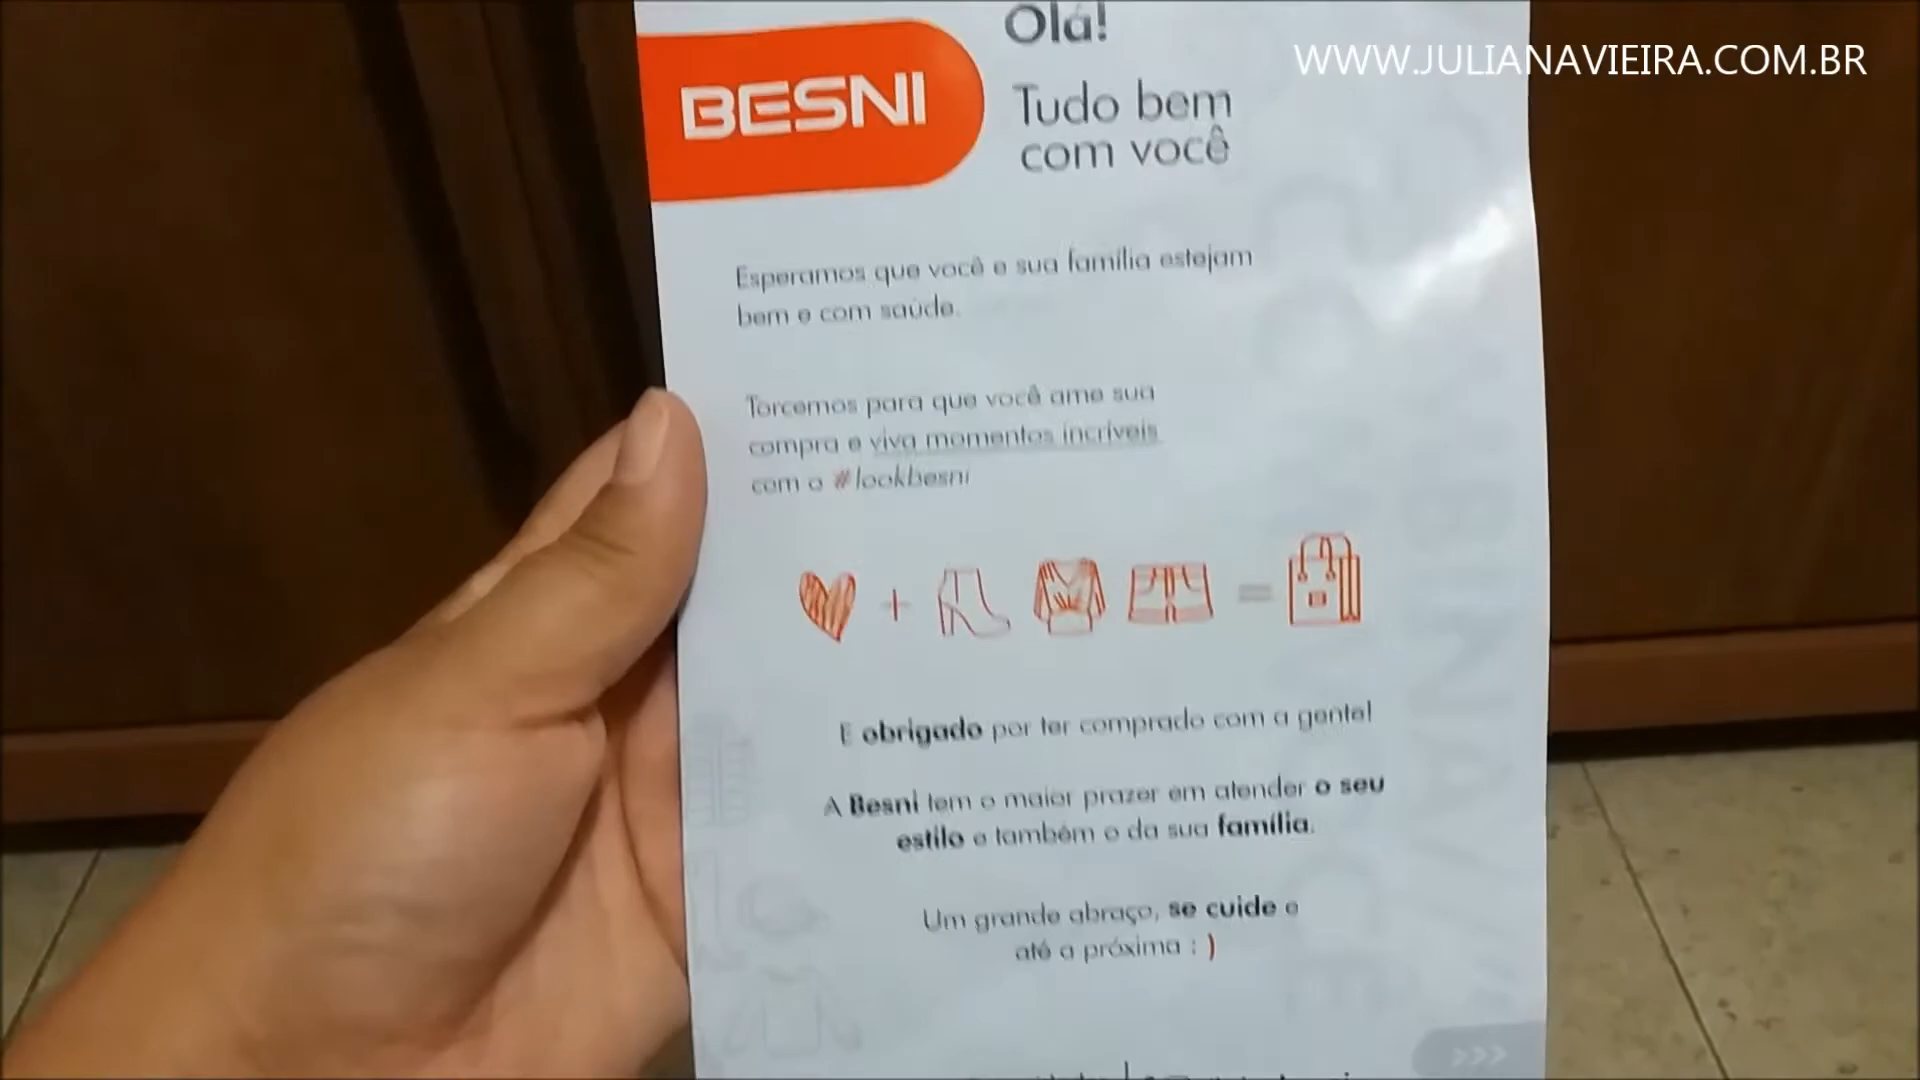 WWW.JULIANAVIEIRA.COM.BR
Olá!
BESNI
Tudo bem
com você
Esperamos que você e sua família estejam
bem e com saúde.
Torcemos para que você ame sua
compra e viva momentos incríveis
com o #lookbesni
+ =
E obrigado por ter comprado com a gente!
A Besni tem o maior prazer em atender o seu
estilo e também o da sua família.
Um grande abraço, se cuide e
até a próxima : )
>>>